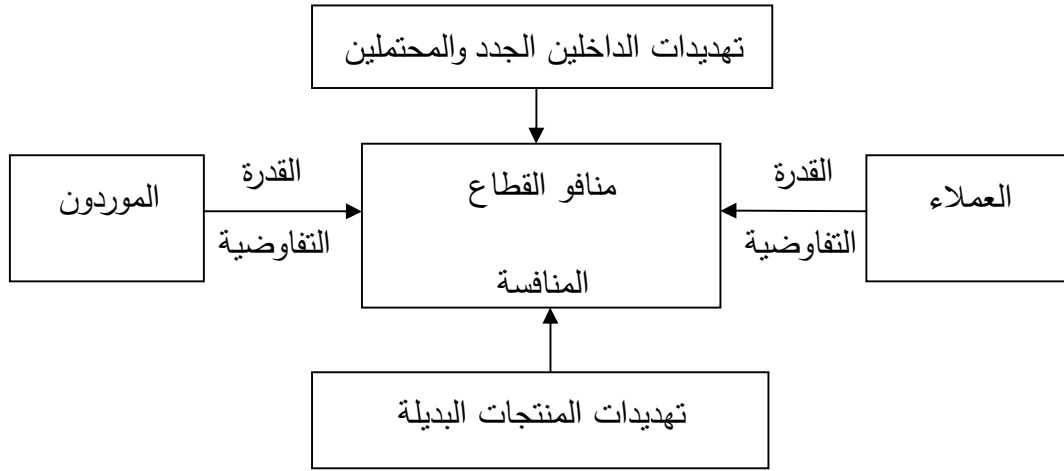 تهديدات الداخلين الجدد والمحتملين
العملاء
القدرة
التفاوضية
منافو القطاع
المنافسة
القدرة
التفاوضية
الموردون
تهديدات المنتجات البديلة